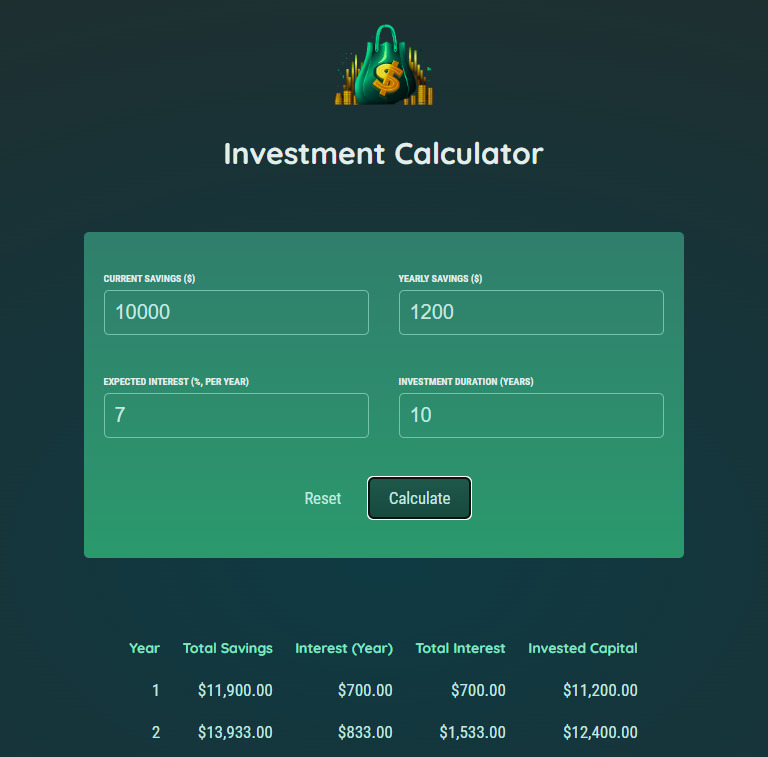 $
Investment Calculator
CURRENT SAVINGS ($) YEARLY SAVINGS ($)
10000 1200
EXPECTED INTEREST (%, PER YEAR) INVESTMENT DURATION (YEARS)
7 10
Reset Calculate
Year Total Savings Interest (Year) Total Interest Invested Capital
1 $11,900.00 $700.00 $700.00 $11,200.00
2 $13,933.00 $833.00 $1,533.00 $12,400.00